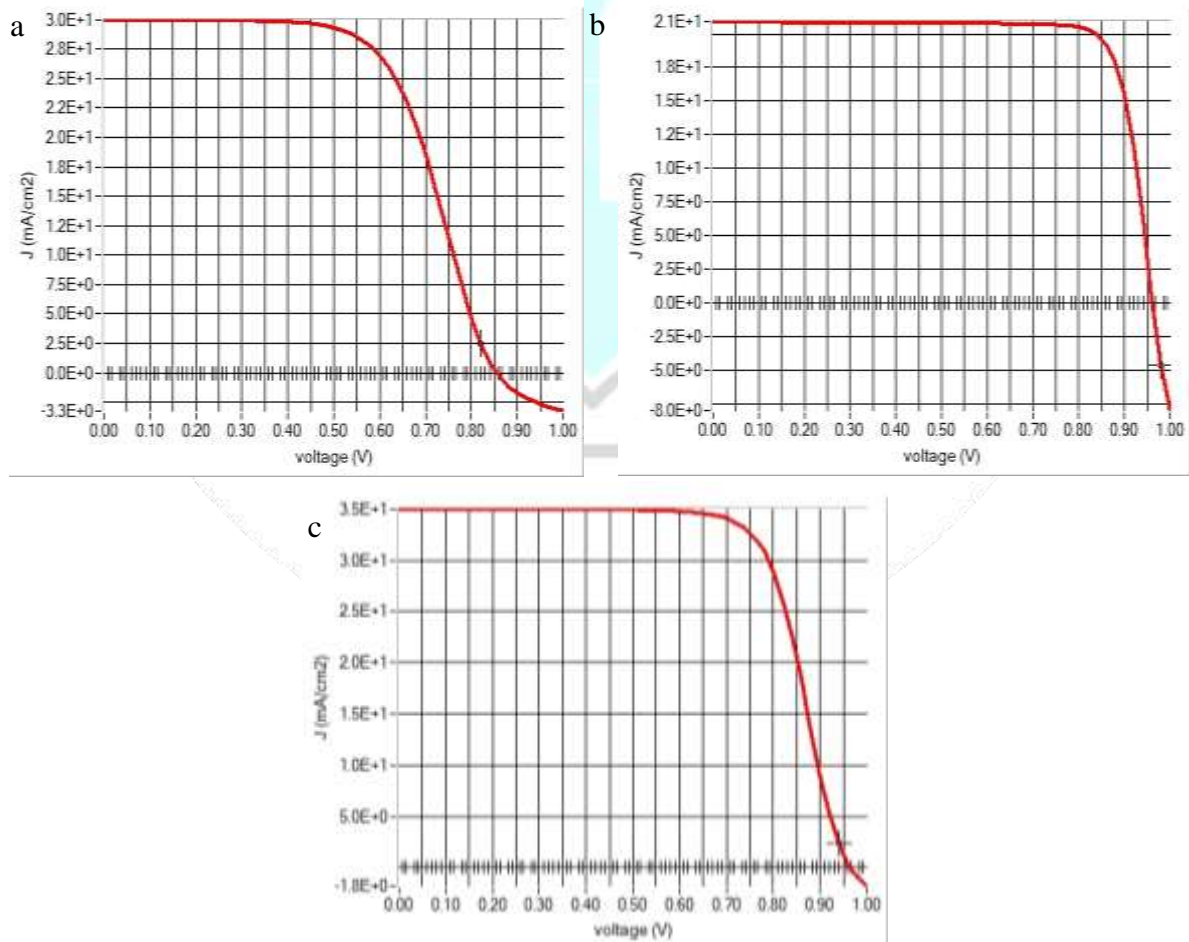 a
3.0E+1
2.8E+1
2.5E+1
2.2E+1
2.0E+1
1.8E+1
1.5E+1
1.2E+1
1.0E+1
7.5E+0
5.0E+0
2.5E+0
0.0E+0
-3.3E+0
J (mA/cm2)
0.00 0.10 0.20 0.30 0.40 0.50 0.60 0.70 0.80 0.90 1.00
voltage (V)
b
2.1E+1
1.8E+1
1.5E+1
1.2E+1
1.0E+1
7.5E+0
5.0E+0
2.5E+0
0.0E+0
-2.5E+0
-5.0E+0
-8.0E+0
J (mA/cm2)
0.00 0.10 0.20 0.30 0.40 0.50 0.60 0.70 0.80 0.90 1.00
voltage (V)
c
3.5E+1
3.0E+1
2.5E+1
2.0E+1
1.5E+1
1.0E+1
5.0E+0
-1.8E+0
J (mA/cm2)
0.00 0.10 0.20 0.30 0.40 0.50 0.60 0.70 0.80 0.90 1.00
voltage (V)